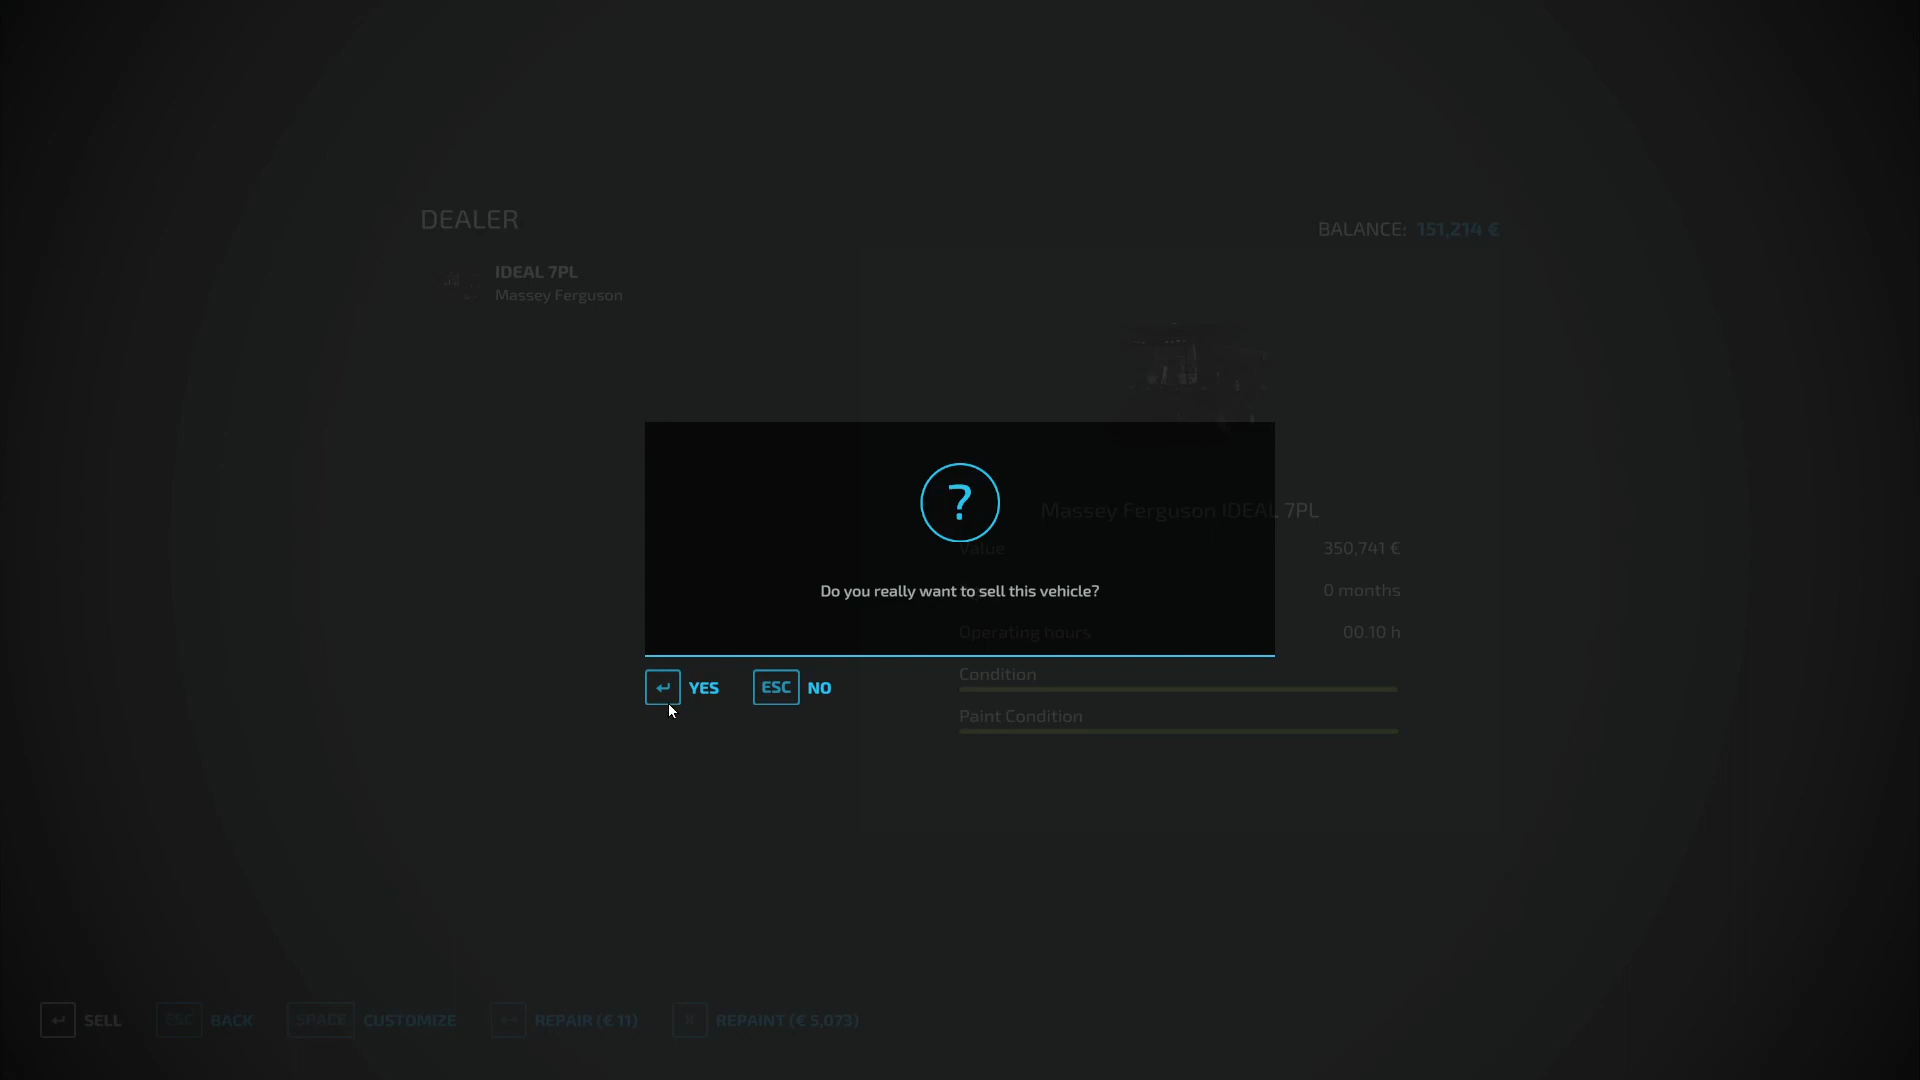 DEALER
BALANCE: 151,214 €
IDEAL 7PL
Massey Ferguson
Massey Ferguson IDEAL 7PL
Value 350,741 €
0 months
Operating hours 00.10 h
Condition
Paint Condition
?
Do you really want to sell this vehicle?
YES
ESC NO
SELL
ESC BACK
SPACE CUSTOMIZE
REPAIR (€ 11)
X REPAINT (€ 5,073)